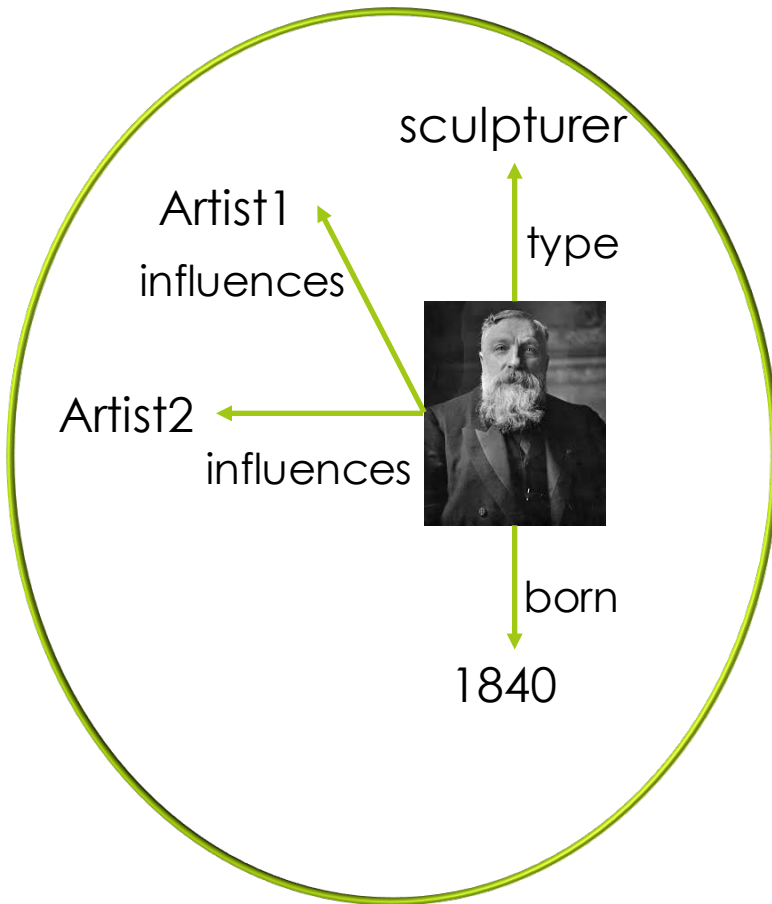 sculpturer
Artist1
type
influences
Artist2
influences
born
1840